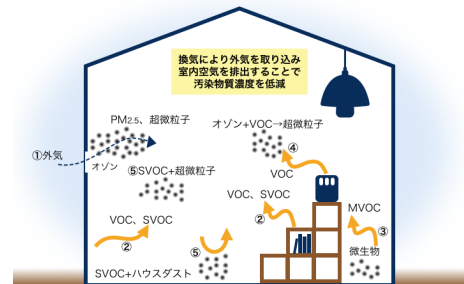 換気により外気を取り込み
室内空気を排出することで
汚染物質濃度を低減
PM2.5、超微粒子
オゾン+VOC→超微粒子
①外気
オゾン
④
⑤SVOC+超微粒子
VOC
VOC、SVOC
VOC、SVOC
MVOC
②
②
③
⑤
微生物
SVOC+ハウスダスト